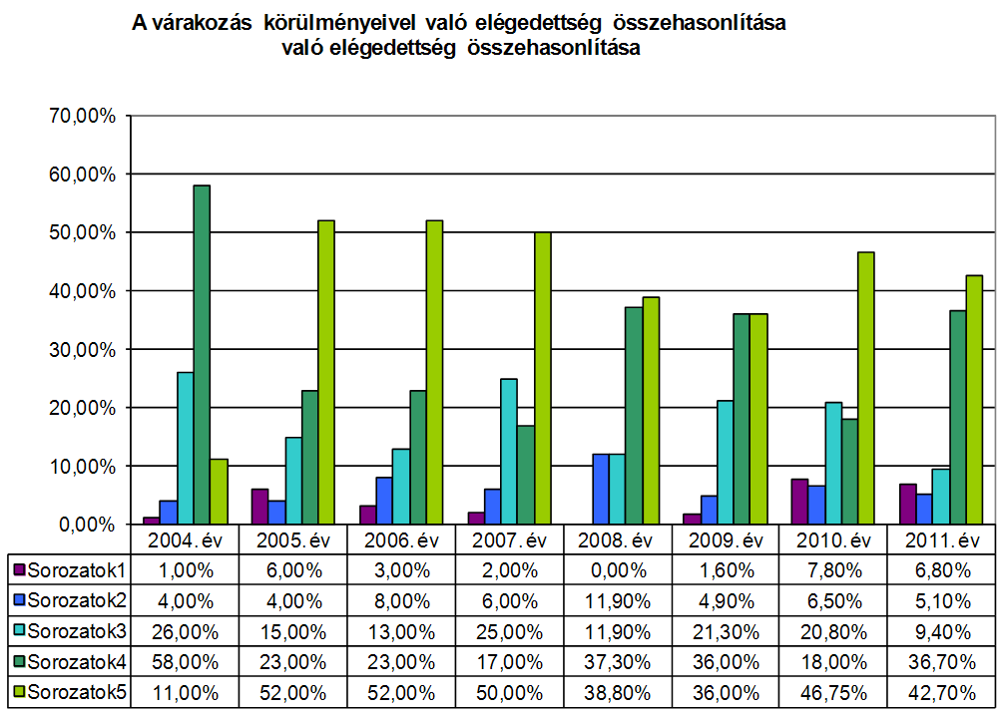 A várakozás körülményeivel való elégedettség összehasonlítása
való elégedettség összehasonlítása
70,00%
60,00%
50,00%
40,00%
30,00%
20,00%
10,00%
0,00%
2004.év 2005.év 2006.év 2007.év 2008.év 2009.év 2010.év 2011.év
Sorozatok1 1,00% 6,00% 3,00% 2,00% 0,00% 1,60% 7,80% 6,80%
Sorozatok2 4,00% 4,00% 8,00% 6,00% 11,90% 4,90% 6,50% 5,10%
Sorozatok3 26,00% 15,00% 13,00% 25,00% 11,90% 21,30% 20,80% 9,40%
Sorozatok4 58,00% 23,00% 23,00% 17,00% 37,30% 36,00% 18,00% 36,70%
Sorozatok5 11,00% 52,00% 52,00% 50,00% 38,80% 36,00% 46,75% 42,70%